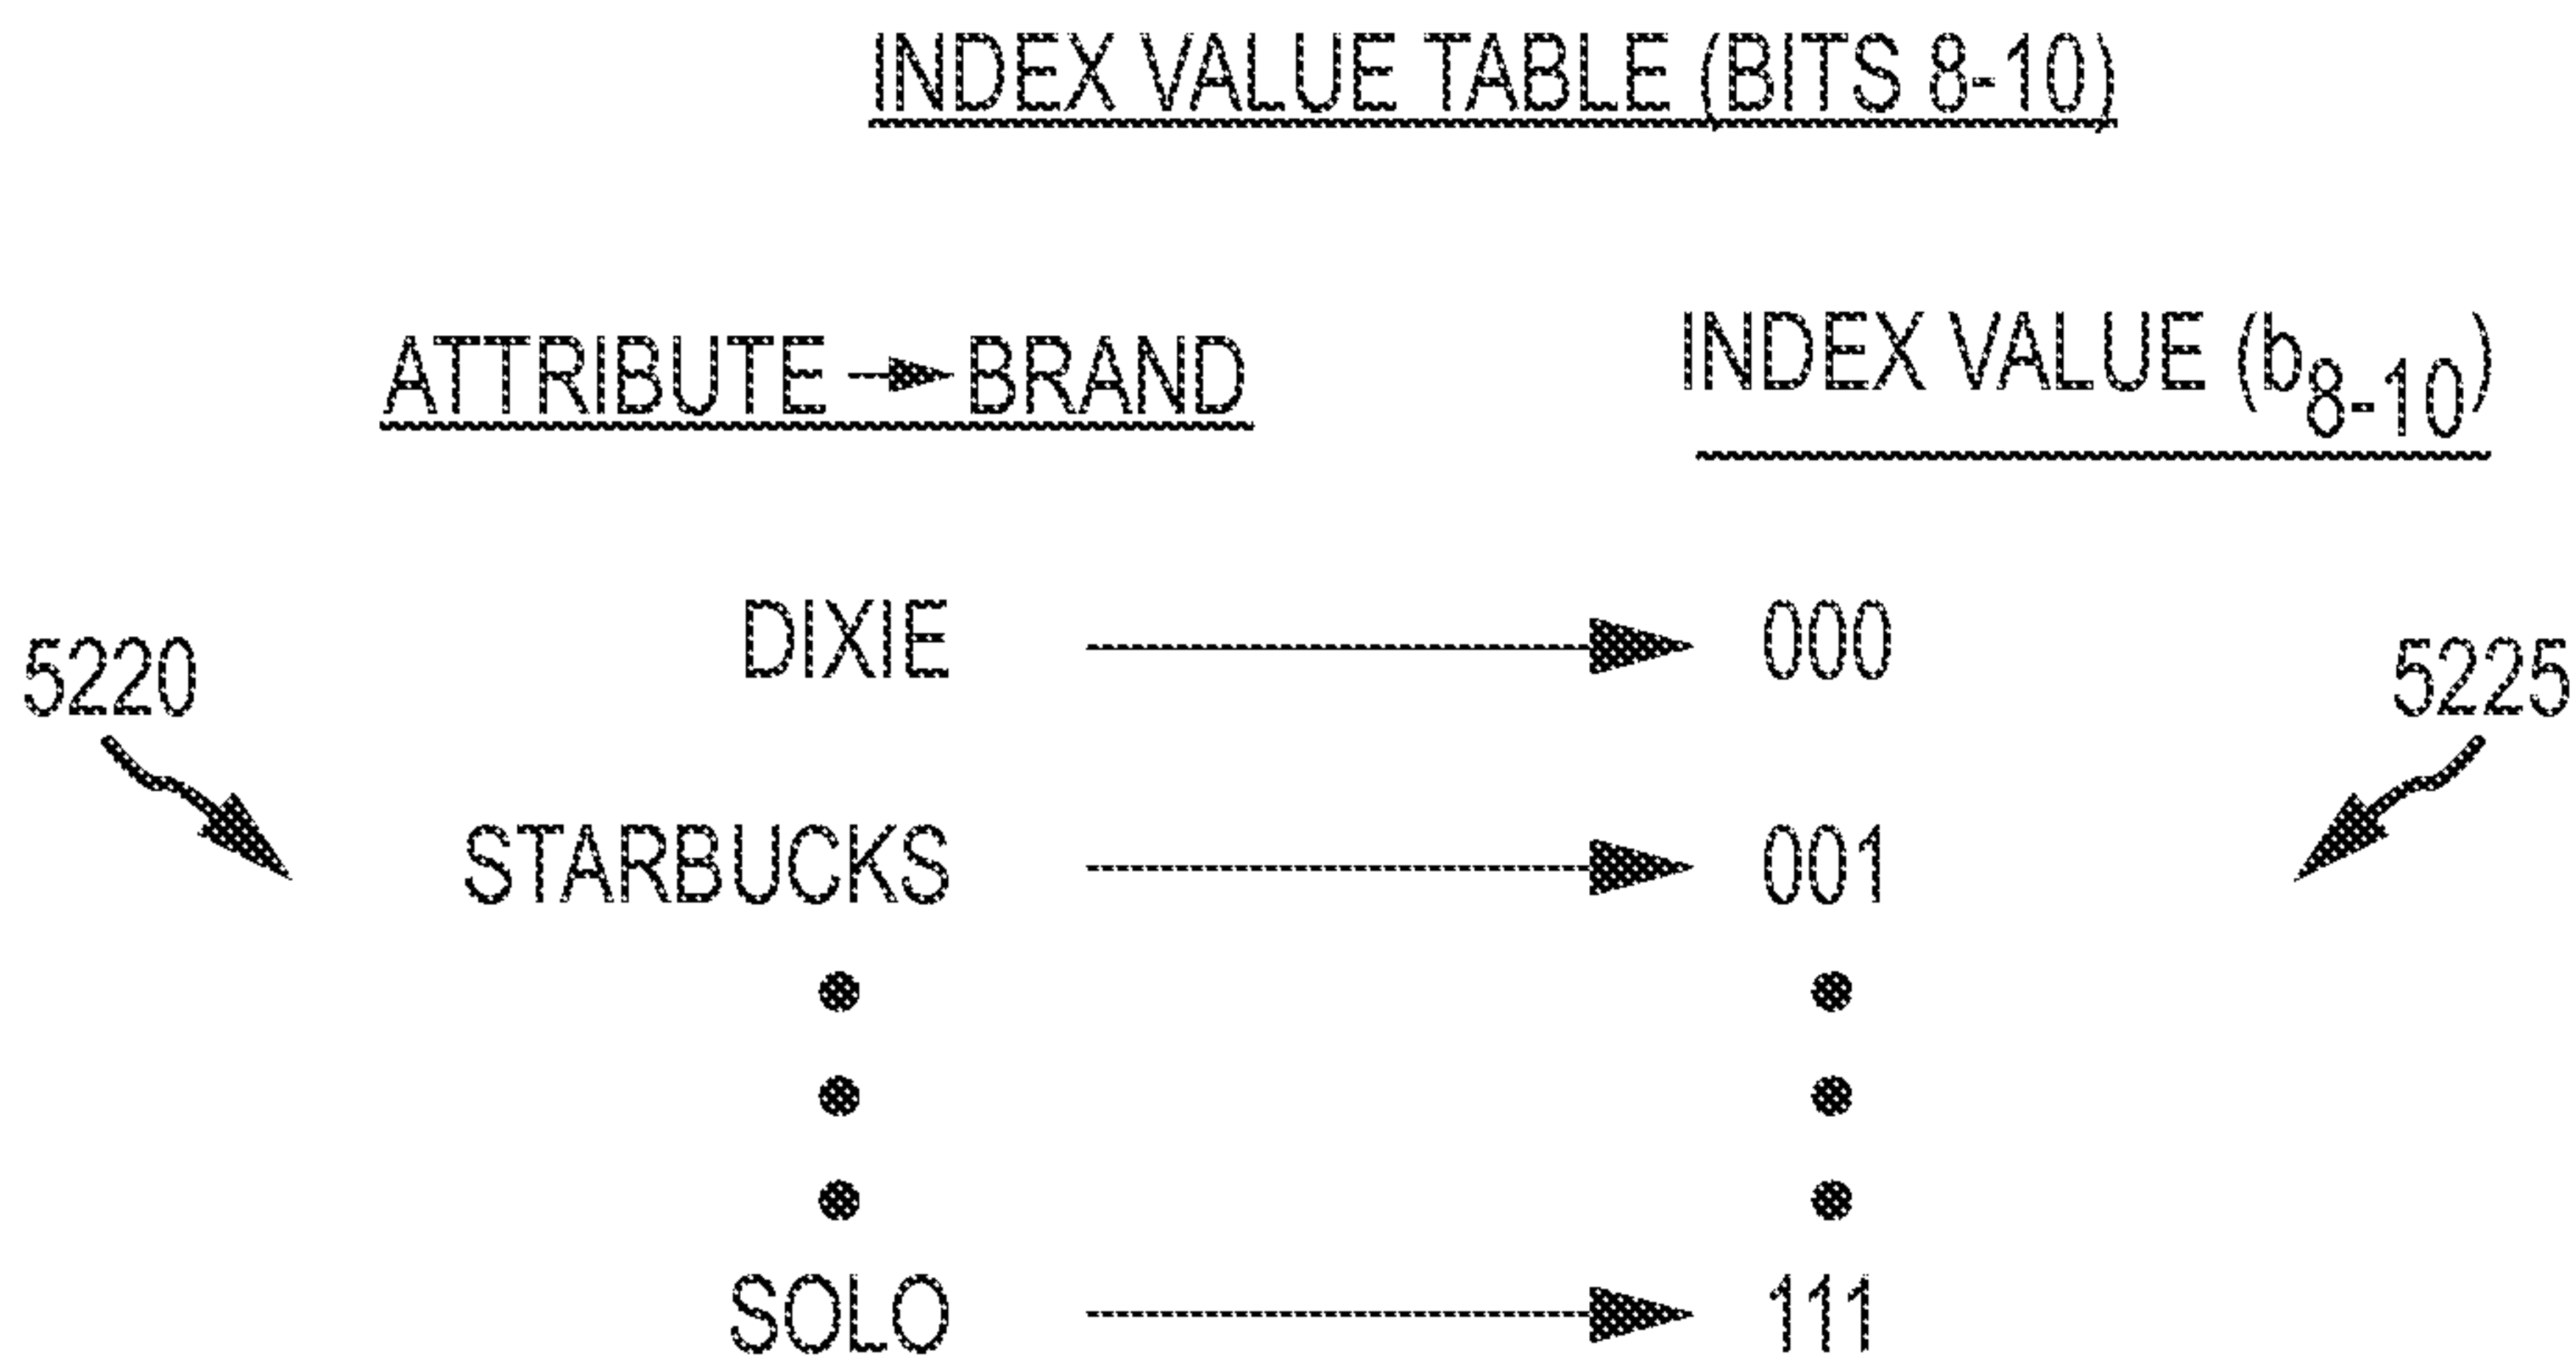 INDEX VALUE TABLE (BITS 8-10)
ATTRIBUTE → BRAND INDEX VALUE (b8-10)
DIXIE 000
5220 5225
STARBUCKS 001
SOLO 111